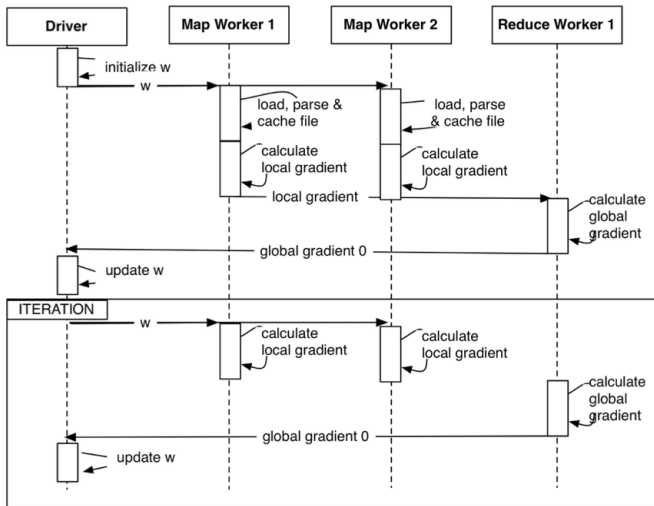 Driver
Map Worker 1
Map Worker 2
Reduce Worker 1
initialize w
w
load, parse &
cache file
load, parse
& cache file
calculate
local gradient
calculate
local gradient
local gradient
calculate
global
gradient
global gradient 0
update w
ITERATION
w
calculate
local gradient
calculate
local gradient
calculate
global
gradient
global gradient 0
update w